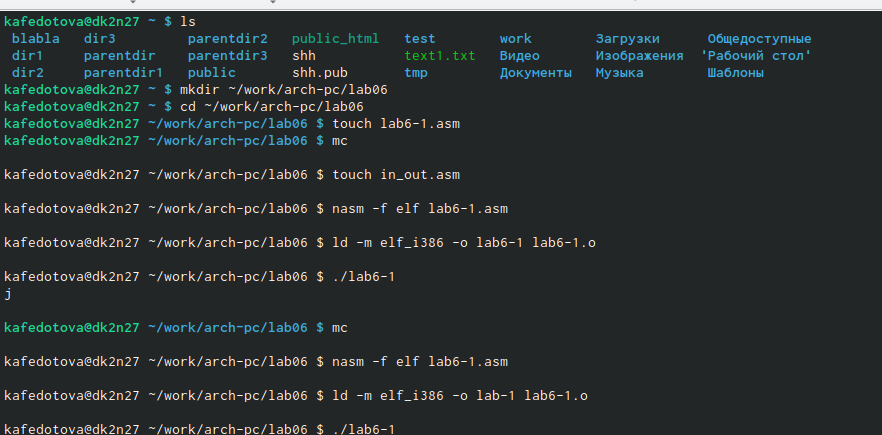 kafedotova@dk2n27 ~ $ ls
blabla dir3 parentdir2 public_html test work Загрузки Общедоступные
dir1 parentdir parentdir3 shh text1.txt Видео Изображения 'Рабочий стол'
dir2 parentdir1 public shh.pub tmp Документы Музыка Шаблоны
kafedotova@dk2n27 ~ $ mkdir ~/work/arch-pc/lab06
kafedotova@dk2n27 ~ $ cd ~/work/arch-pc/lab06
kafedotova@dk2n27 ~/work/arch-pc/lab06 $ touch lab6-1.asm
kafedotova@dk2n27 ~/work/arch-pc/lab06 $ mc
kafedotova@dk2n27 ~/work/arch-pc/lab06 $ touch in_out.asm
kafedotova@dk2n27 ~/work/arch-pc/lab06 $ nasm -f elf lab6-1.asm
kafedotova@dk2n27 ~/work/arch-pc/lab06 $ ld -m elf_i386 -o lab6-1 lab6-1.o
kafedotova@dk2n27 ~/work/arch-pc/lab06 $ ./lab6-1
j
kafedotova@dk2n27 ~/work/arch-pc/lab06 $ mc
kafedotova@dk2n27 ~/work/arch-pc/lab06 $ nasm -f elf lab6-1.asm
kafedotova@dk2n27 ~/work/arch-pc/lab06 $ ld -m elf_i386 -o lab-1 lab6-1.o
kafedotova@dk2n27 ~/work/arch-pc/lab06 $ ./lab6-1